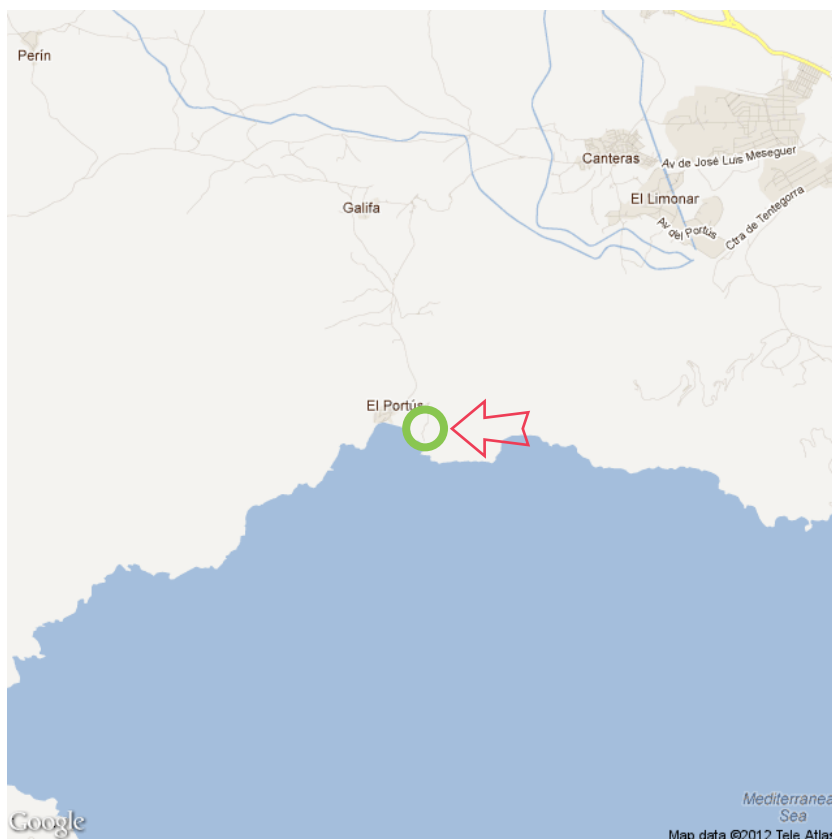 Perín
Canteras
Av de José Luis Meseguer
El Limonar
Galifa
Av del Portús
Ctra de Tentegorra
El Portús
Mediterranea
Sea
Google
Map data ©2012 Tele Atlas